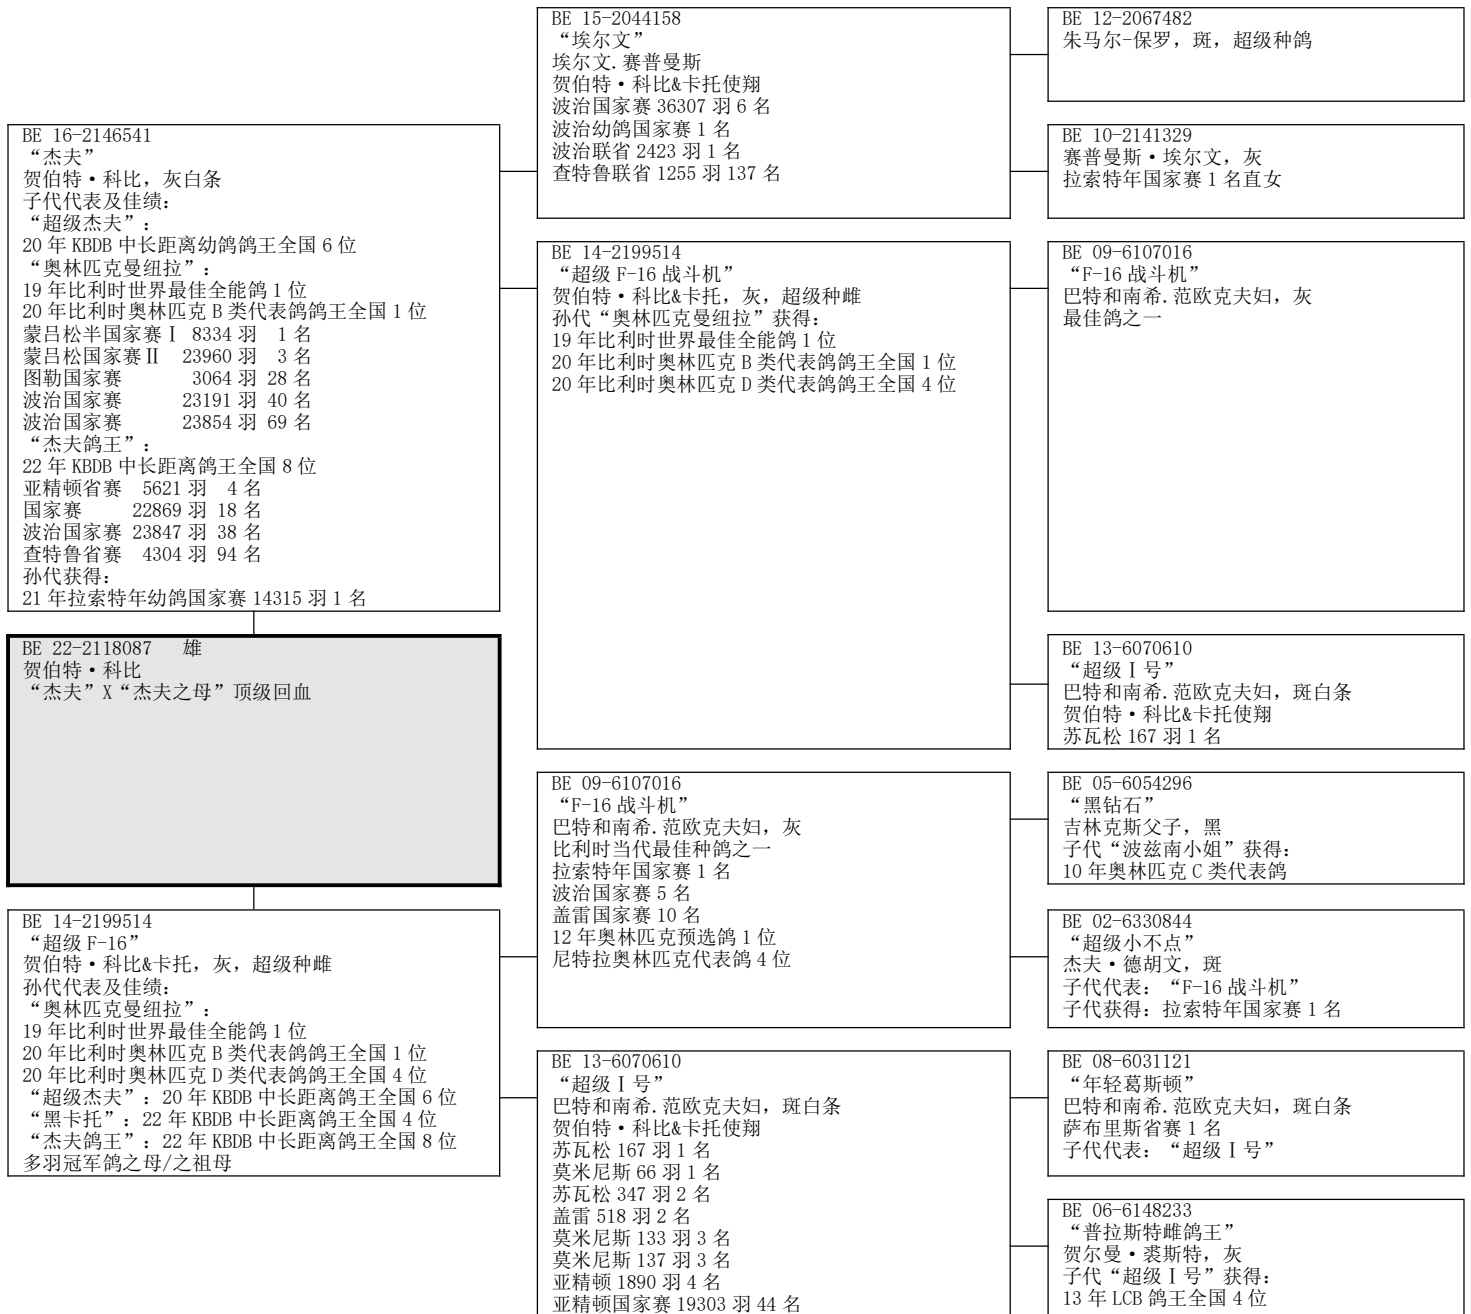 BE 16-2146541
“杰夫”
贺伯特·科比，灰白条
子代代表及佳绩：
“超级杰夫”：
20 年 KBDB 中长距离幼鸽鸽王全国 6 位
“奥林匹克曼纽拉”：
19 年比利时世界最佳全能鸽 1 位
20 年比利时奥林匹克 B 类代表鸽鸽王全国 1 位
蒙吕松半国家赛Ⅰ 8334 羽 1 名
蒙吕松国家赛Ⅱ 23960 羽 3 名
图勒国家赛 3064 羽 28 名
波治国家赛 23191 羽 40 名
波治国家赛 23854 羽 69 名
“杰夫鸽王”：
22 年 KBDB 中长距离鸽王全国 8 位
亚精顿省赛 5621 羽 4 名
国家赛 22869 羽 18 名
波治国家赛 23847 羽 38 名
查特鲁省赛 4304 羽 94 名
孙代获得：
21 年拉索特年幼鸽国家赛 14315 羽 1 名
BE 22-2118087 雄
贺伯特·科比
“杰夫”X“杰夫之母”顶级回血
BE 14-2199514
“超级 F-16”
贺伯特·科比&卡托，灰，超级种雌
孙代代表及佳绩：
“奥林匹克曼纽拉”：
19 年比利时世界最佳全能鸽 1 位
20 年比利时奥林匹克 B 类代表鸽鸽王全国 1 位
20 年比利时奥林匹克 D 类代表鸽鸽王全国 4 位
“超级杰夫”：20 年 KBDB 中长距离鸽王全国 6 位
“黑卡托”：22 年 KBDB 中长距离鸽王全国 4 位
“杰夫鸽王”：22 年 KBDB 中长距离鸽王全国 8 位
多羽冠军鸽之母/之祖母
BE 15-2044158
“埃尔文”
埃尔文.赛普曼斯
贺伯特·科比&卡托使翔
波治国家赛 36307 羽 6 名
波治幼鸽国家赛 1 名
波治联省 2423 羽 1 名
查特鲁联省 1255 羽 137 名
BE 14-2199514
“超级 F-16 战斗机”
贺伯特·科比&卡托，灰，超级种雌
孙代“奥林匹克曼纽拉”获得：
19 年比利时世界最佳全能鸽 1 位
20 年比利时奥林匹克 B 类代表鸽鸽王全国 1 位
20 年比利时奥林匹克 D 类代表鸽鸽王全国 4 位
BE 09-6107016
“F-16 战斗机”
巴特和南希.范欧克夫妇，灰
比利时当代最佳种鸽之一
拉索特年国家赛 1 名
波治国家赛 5 名
盖雷国家赛 10 名
12 年奥林匹克预选鸽 1 位
尼特拉奥林匹克代表鸽 4 位
BE 13-6070610
“超级Ⅰ号”
巴特和南希.范欧克夫妇，斑白条
贺伯特·科比&卡托使翔
苏瓦松 167 羽 1 名
莫米尼斯 66 羽 1 名
苏瓦松 347 羽 2 名
盖雷 518 羽 2 名
莫米尼斯 133 羽 3 名
莫米尼斯 137 羽 3 名
亚精顿 1890 羽 4 名
亚精顿国家赛 19303 羽 44 名
BE 12-2067482
朱马尔-保罗，斑，超级种鸽
BE 10-2141329
赛普曼斯·埃尔文，灰
拉索特年国家赛 1 名直女
BE 09-6107016
“F-16 战斗机”
巴特和南希.范欧克夫妇，灰
最佳鸽之一
BE 13-6070610
“超级Ⅰ号”
巴特和南希.范欧克夫妇，斑白条
贺伯特·科比&卡托使翔
苏瓦松 167 羽 1 名
BE 05-6054296
“黑钻石”
吉林克斯父子，黑
子代“波兹南小姐”获得：
10 年奥林匹克 C 类代表鸽
BE 02-6330844
“超级小不点”
杰夫·德胡文，斑
子代代表：“F-16 战斗机”
子代获得：拉索特年国家赛 1 名
BE 08-6031121
“年轻葛斯顿”
巴特和南希.范欧克夫妇，斑白条
萨布里斯省赛 1 名
子代代表：“超级Ⅰ号”
BE 06-6148233
“普拉斯特雌鸽王”
贺尔曼·裘斯特，灰
子代“超级Ⅰ号”获得：
13 年 LCB 鸽王全国 4 位